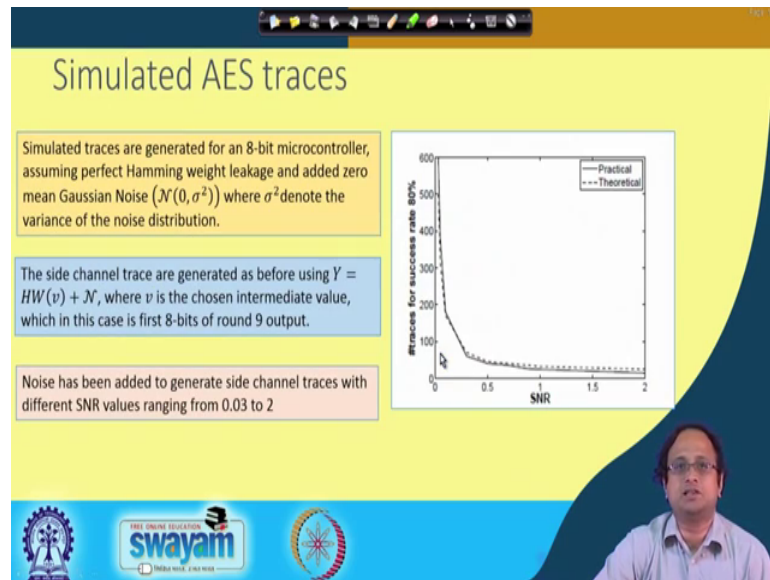 Simulated AES traces
Simulated traces are generated for an 8-bit microcontroller,
assuming perfect Hamming weight leakage and added zero
mean Gaussian Noise (𝒩(0, σ²)) where σ² denote the
variance of the noise distribution.
The side channel trace are generated as before using Y =
HW(v) + 𝒩, where v is the chosen intermediate value,
which in this case is first 8-bits of round 9 output.
Noise has been added to generate side channel traces with
different SNR values ranging from 0.03 to 2
#traces for success rate 80%
600
500
400
300
200
100
0
0 0.5 1 1.5 2
SNR
Practical
Theoretical
FREE ONLINE EDUCATION
swayam